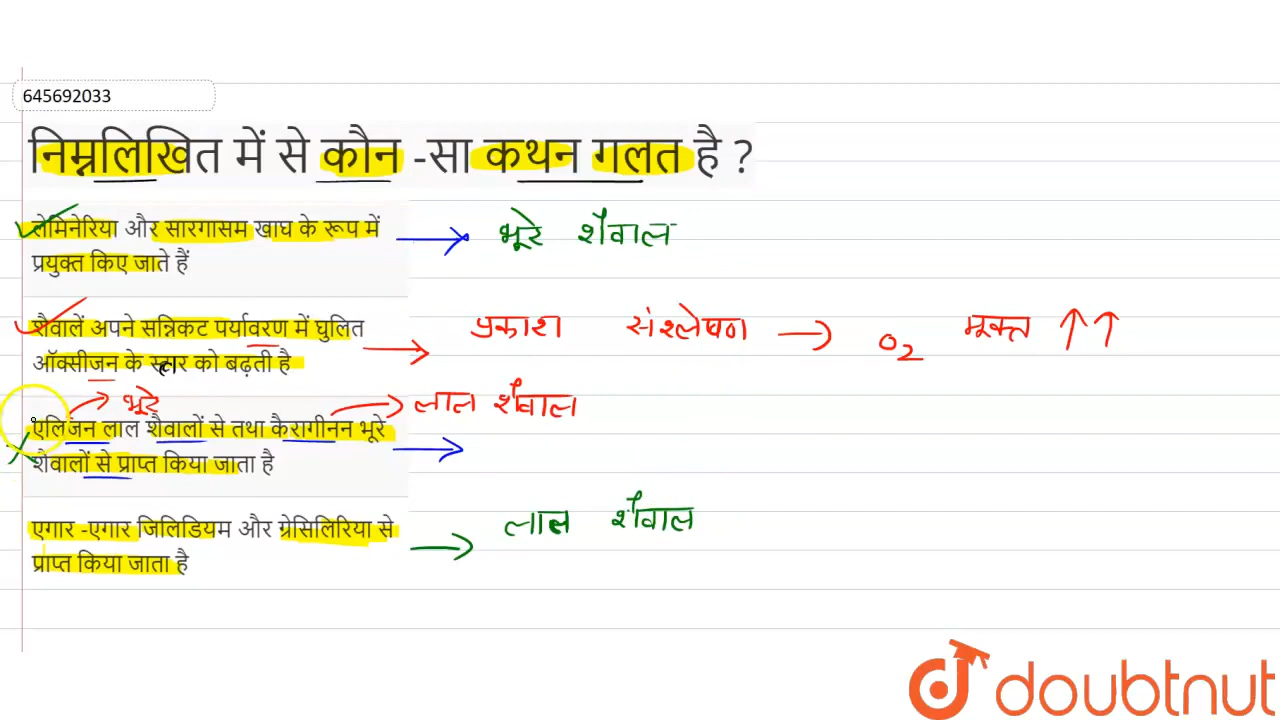 645692033
निम्नलिखित में से कौन -सा कथन गलत है ?
लेमिनेरिया और सारगासम खाघ के रूप में
प्रयुक्त किए जाते हैं
भूरे शैवाल
शैवालें अपने सन्निकट पर्यावरण में घुलित
ऑक्सीजन के स्तर को बढ़ती है
प्रकाश संश्लेषण → O2 मूक्त ↑↑
भूरे
लाल शैवाल
एलिजन लाल शैवालों से तथा कैरागीनन भूरे
शैवालों से प्राप्त किया जाता है
एगार -एगार जिलिडियम और ग्रेसिलिरिया से
प्राप्त किया जाता है
लाल शैवाल
doubtnut